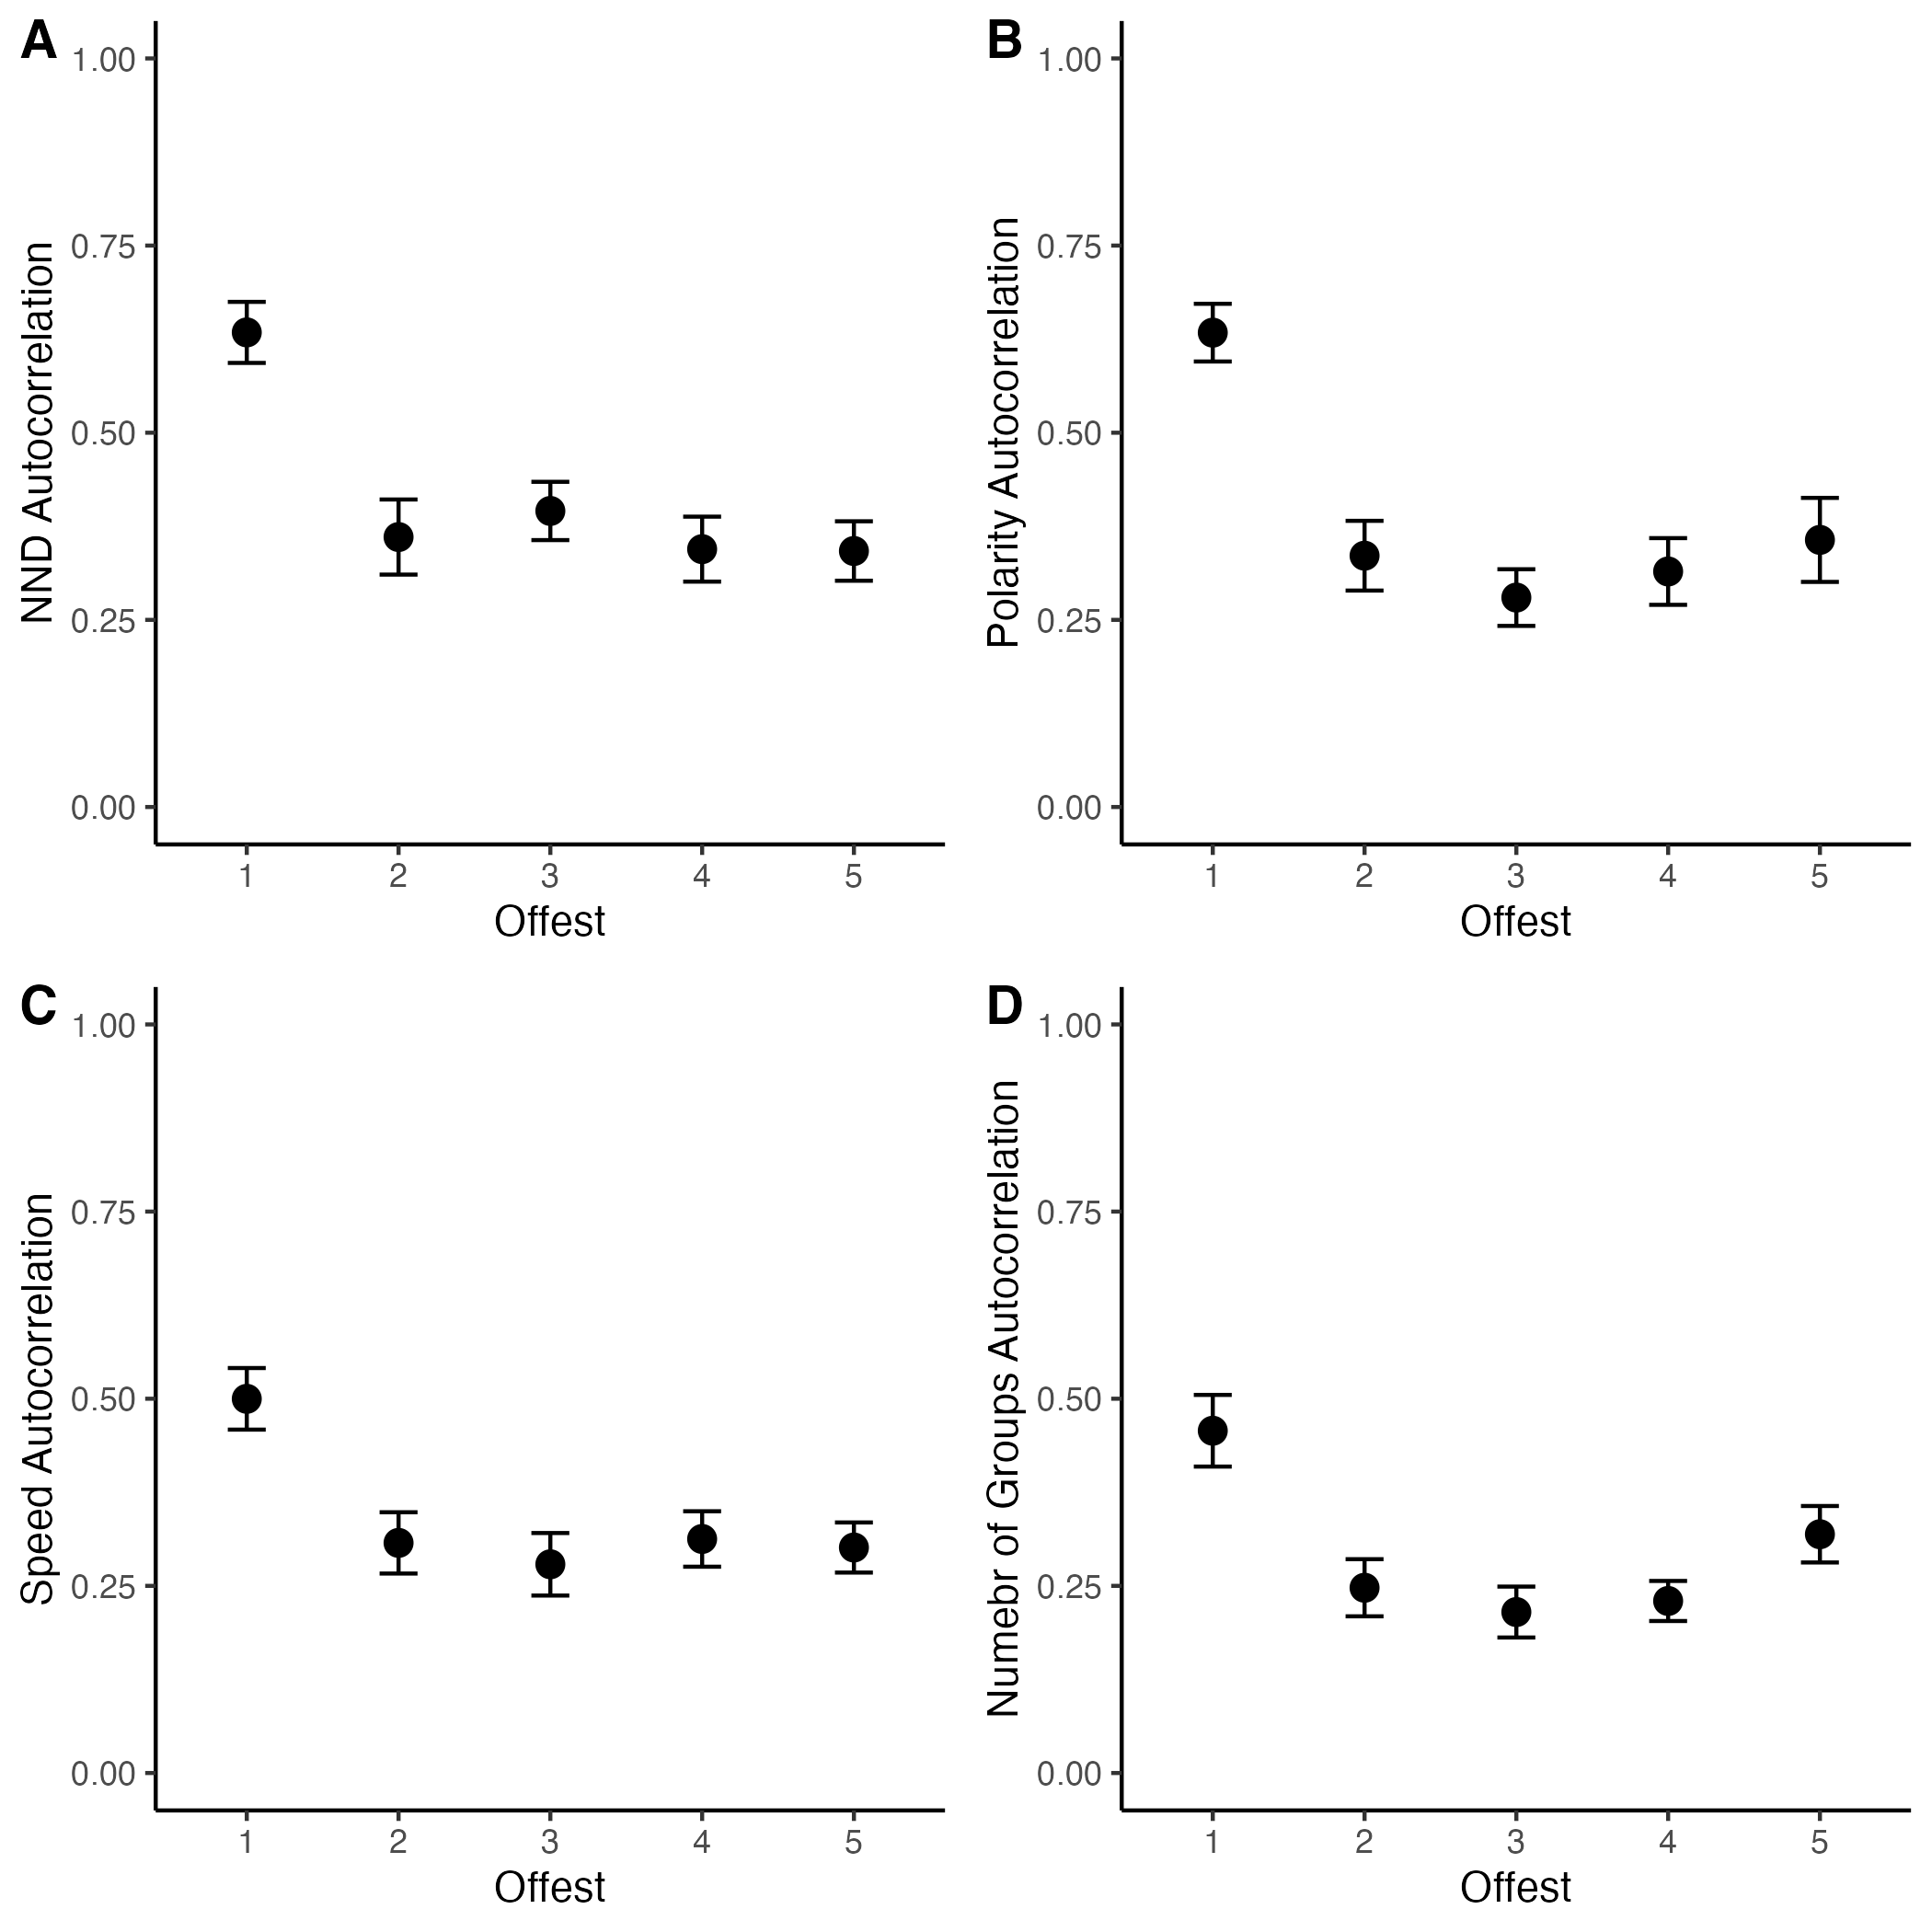 A
1.00
0.75
0.50
0.25
0.00
NND Autocorrelation
1 2 3 4 5
Offest
B
1.00
0.75
0.50
0.25
0.00
Polarity Autocorrelation
1 2 3 4 5
Offest
C
1.00
0.75
0.50
0.25
0.00
Speed Autocorrelation
1 2 3 4 5
Offest
D
1.00
0.75
0.50
0.25
0.00
Numebr of Groups Autocorrelation
1 2 3 4 5
Offest